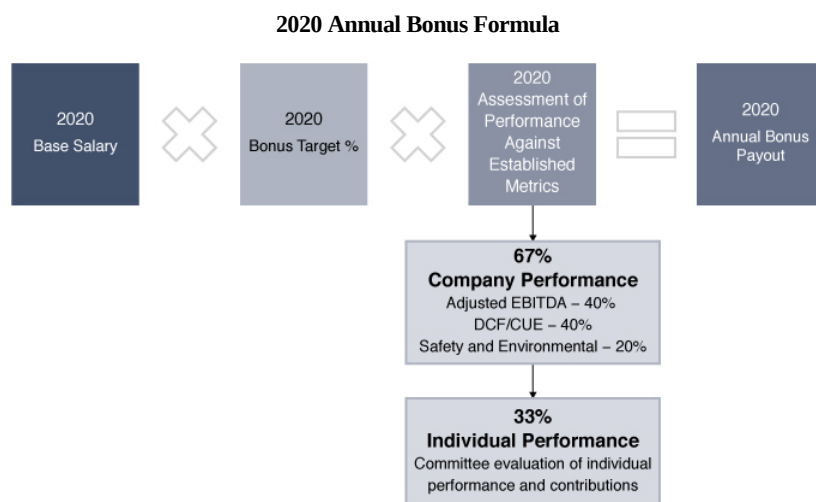 2020 Annual Bonus Formula
2020
Base Salary
2020
Bonus Target %
2020
Assessment of
Performance
Against
Established
Metrics
2020
Annual Bonus
Payout
67%
Company Performance
Adjusted EBITDA – 40%
DCF/CUE – 40%
Safety and Environmental – 20%
33%
Individual Performance
Committee evaluation of individual
performance and contributions